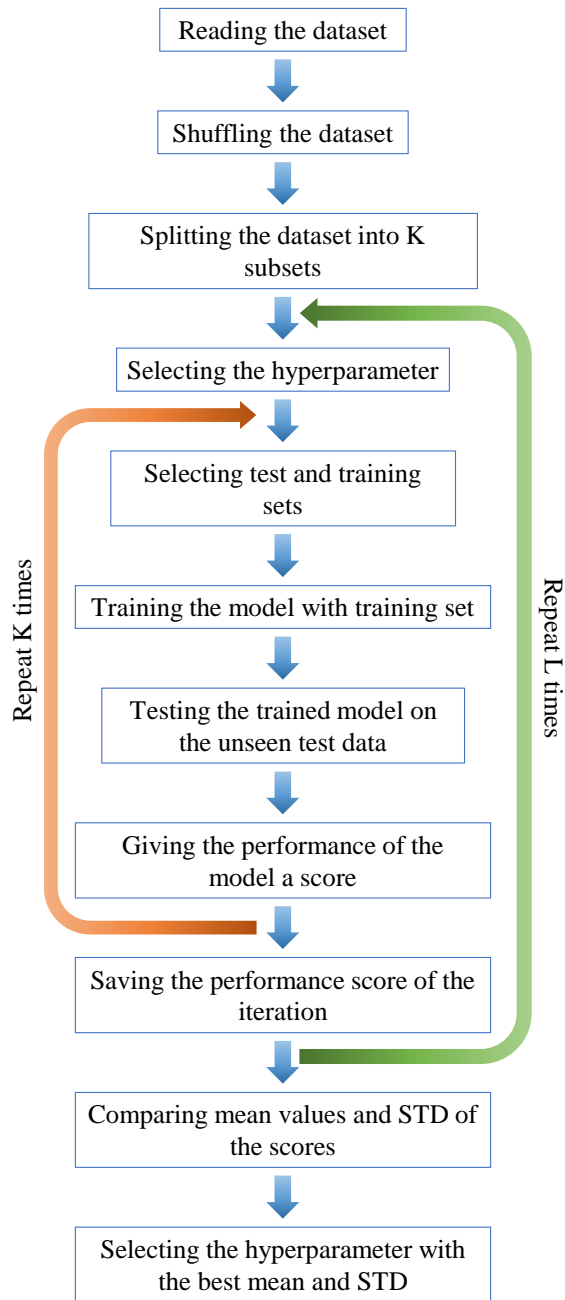 Reading the dataset
Shuffling the dataset
Splitting the dataset into K
subsets
Selecting the hyperparameter
Selecting test and training
sets
Training the model with training set
Testing the trained model on
the unseen test data
Giving the performance of the
model a score
Saving the performance score of the
iteration
Comparing mean values and STD of
the scores
Selecting the hyperparameter with
the best mean and STD
Repeat K times
Repeat L times